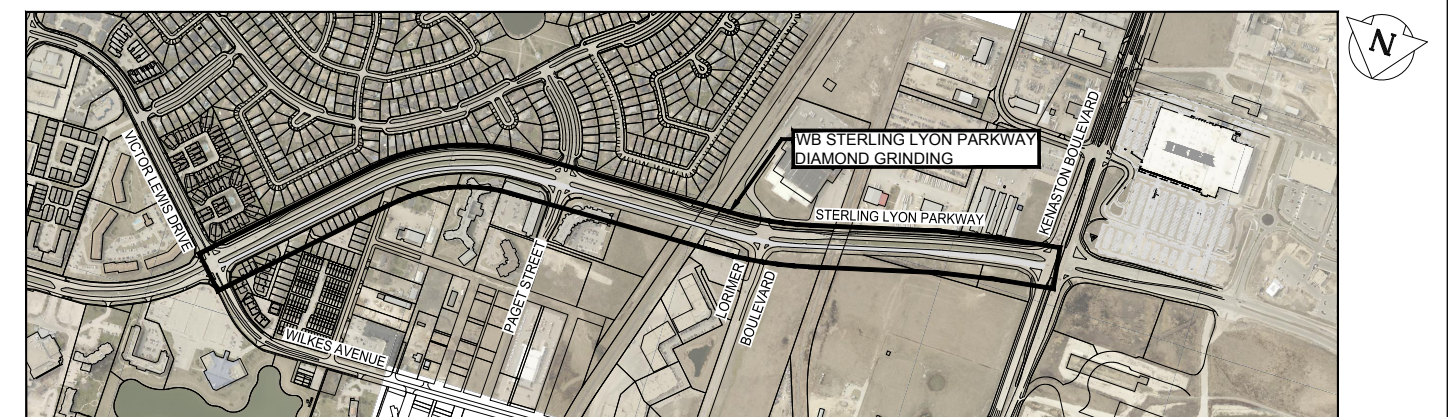 N
WB STERLING LYON PARKWAY
DIAMOND GRINDING
VICTOR LEWIS DRIVE
KENASTON BOULEVARD
STERLING LYON PARKWAY
PAGET STREET
LORIMER
BOULEVARD
WILKES AVENUE